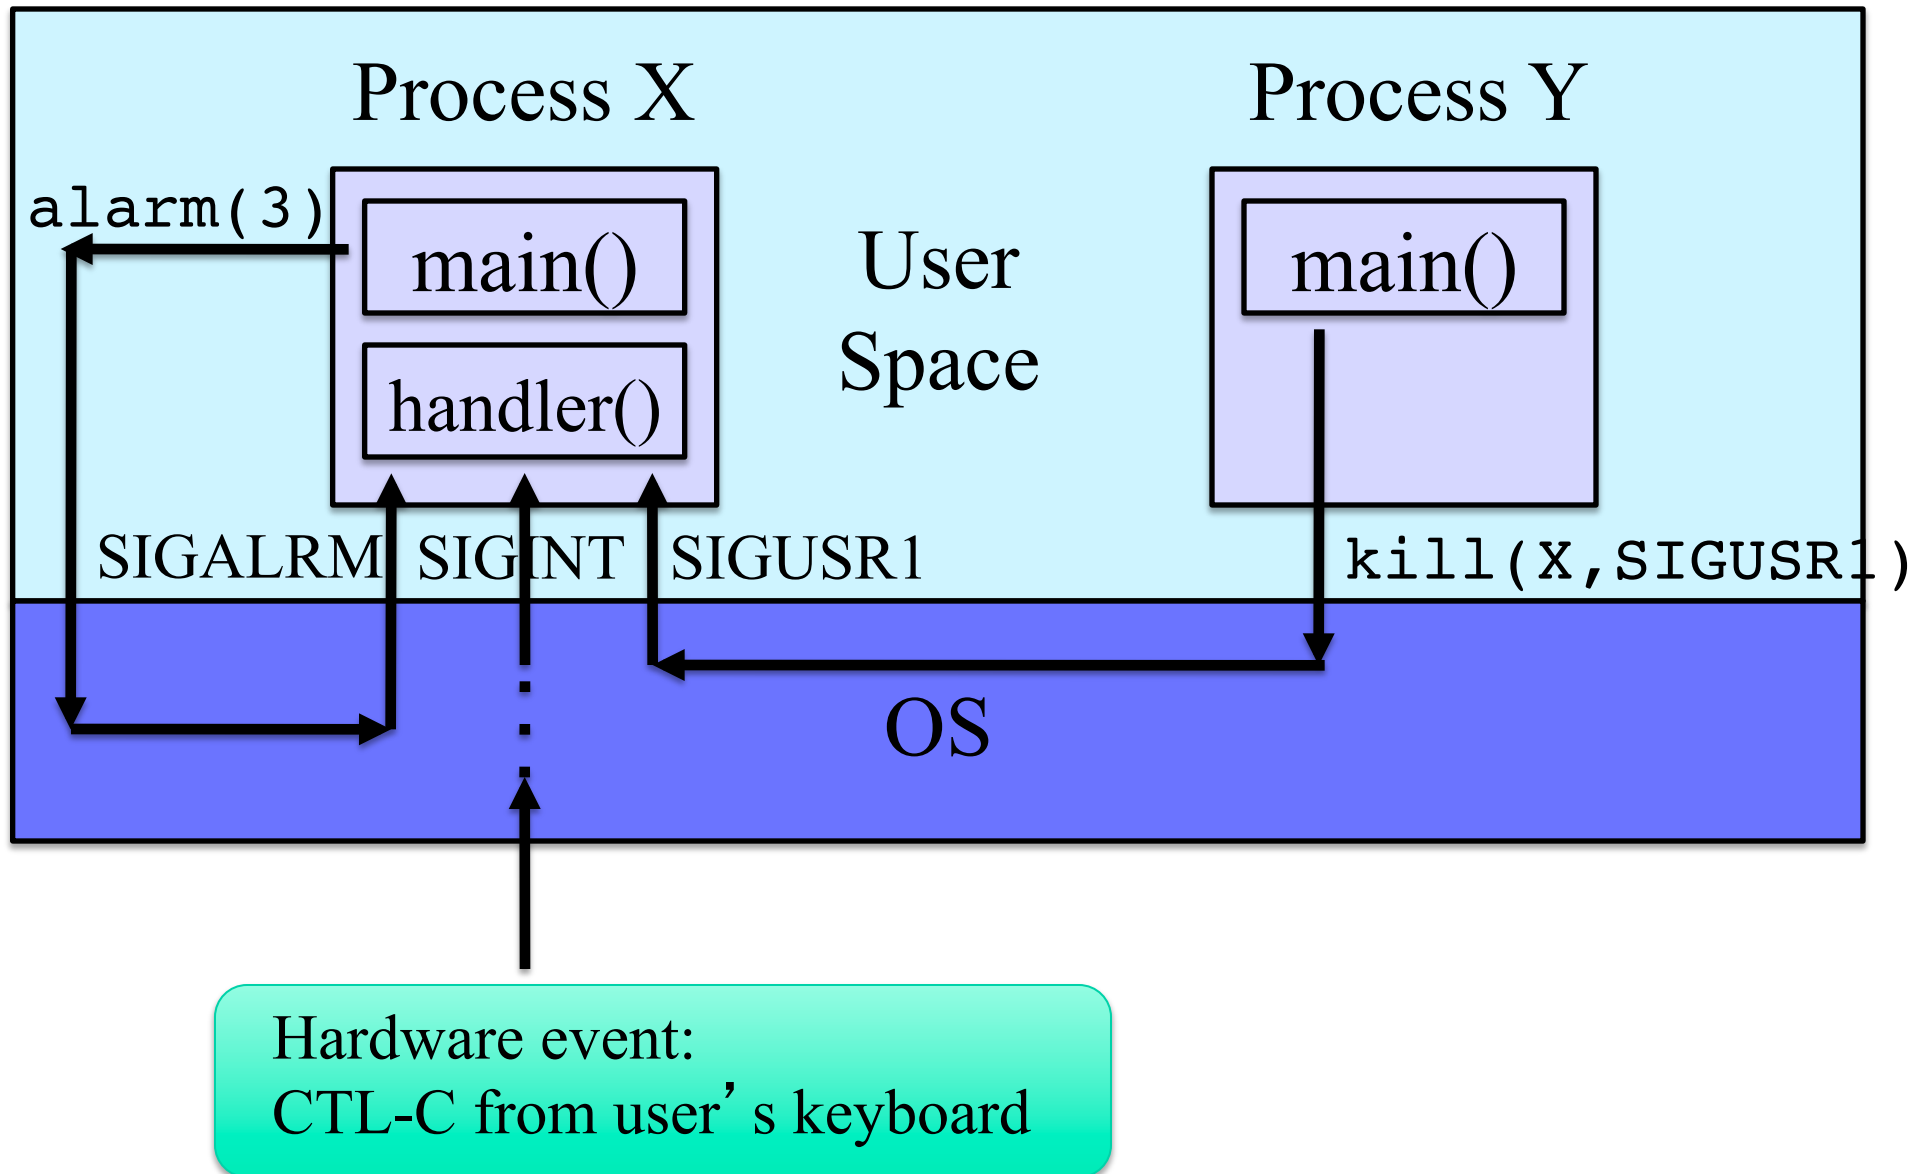 Process X
Process Y
alarm(3)
main()
User
Space
main()
handler()
SIGALRM
SIGINT
SIGUSR1
kill(X,SIGUSR1)
OS
Hardware event:
CTL-C from user’s keyboard